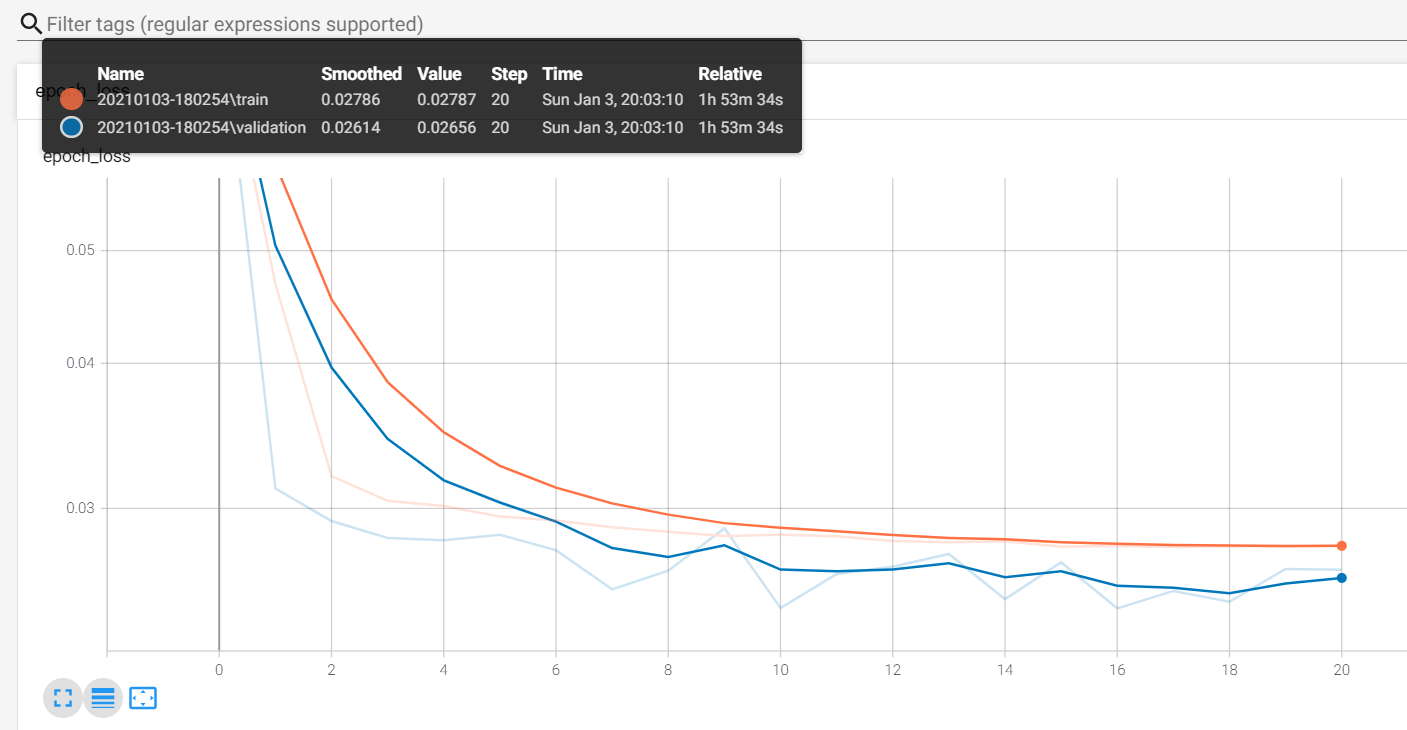 Filter tags (regular expressions supported)
Name Smoothed Value Step Time Relative
epoch_loss
20210103-180254\train 0.02786 0.02787 20 Sun Jan 3, 20:03:10 1h 53m 34s
20210103-180254\validation 0.02614 0.02656 20 Sun Jan 3, 20:03:10 1h 53m 34s
epoch_loss
0.05
0.04
0.03
0 2 4 6 8 10 12 14 16 18 20